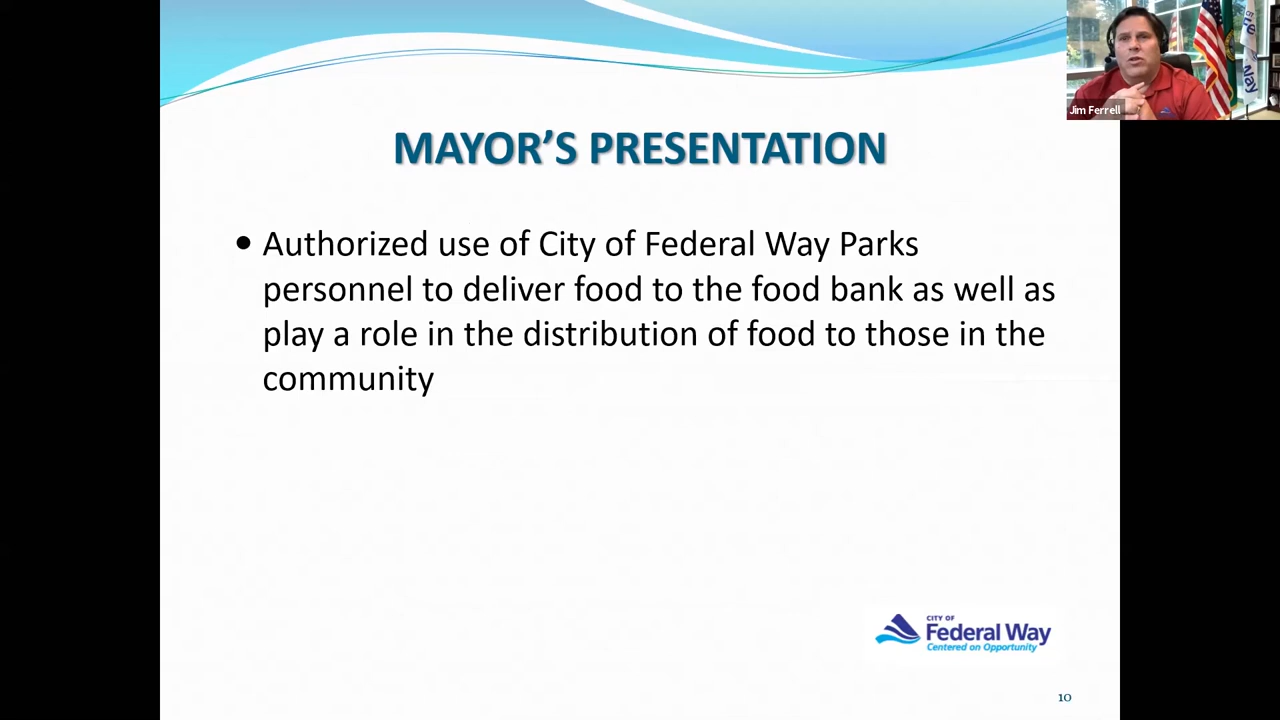 Jim Ferrell
MAYOR’S PRESENTATION
• Authorized use of City of Federal Way Parks
personnel to deliver food to the food bank as well as
play a role in the distribution of food to those in the
community
CITY OF
Federal Way
Centered on Opportunity
10